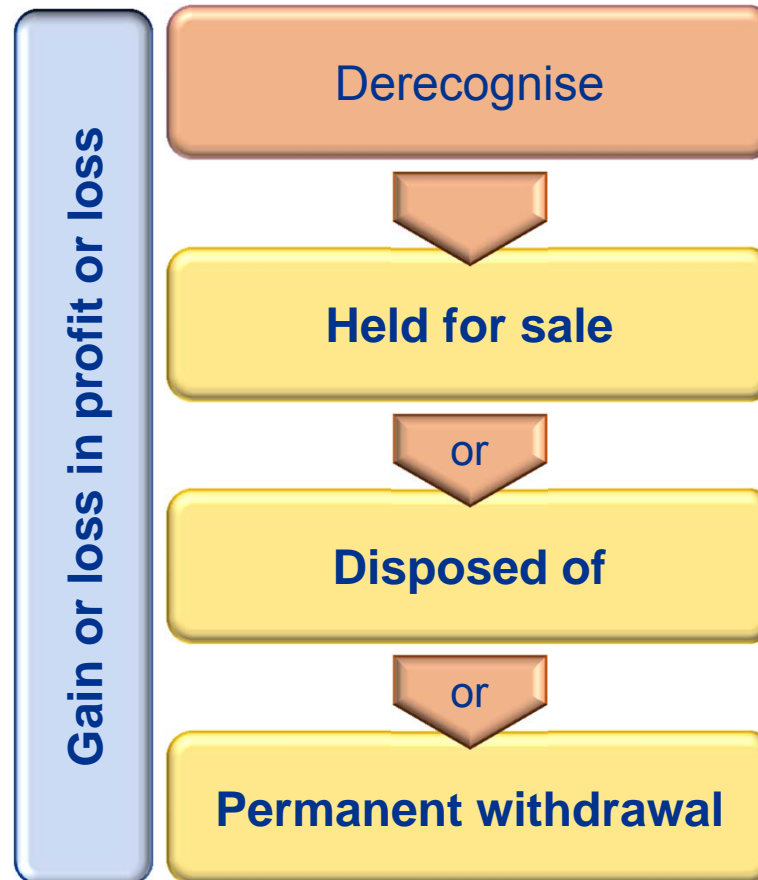 Gain or loss in profit or loss
Derecognise
Held for sale
or
Disposed of
or
Permanent withdrawal